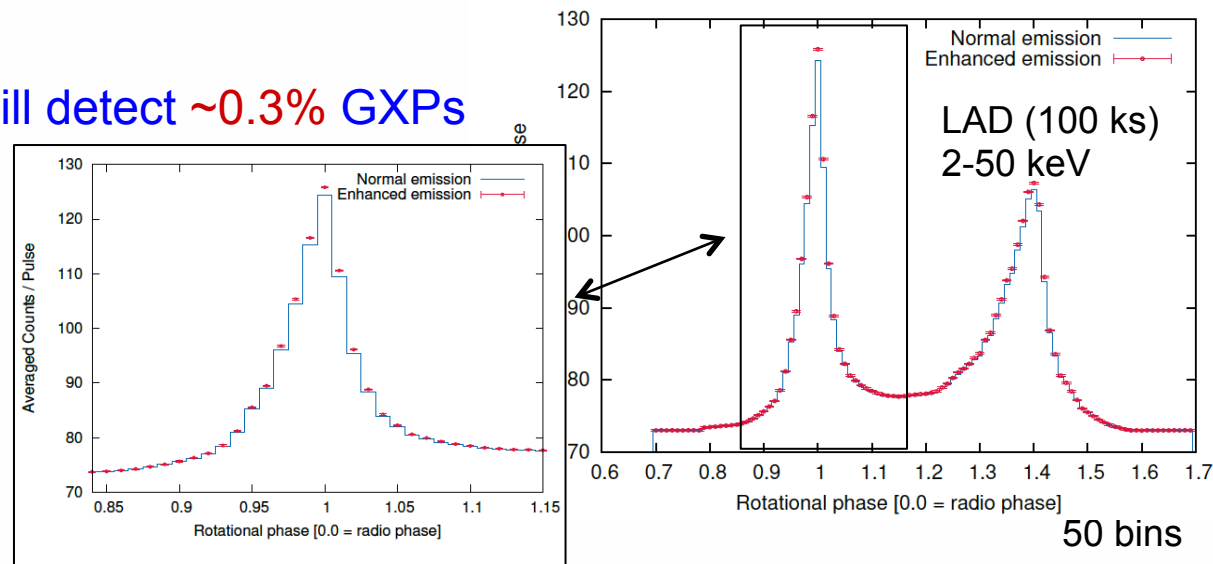 ill detect ~0.3% GXPs
130
120
110
100
90
80
70
0.85
0.9
0.95
1
1.05
1.1
1.15
Averaged Counts / Pulse
Rotational phase [0.0 = radio phase]
Normal emission
Enhanced emission
130
120
10
00
90
80
70
0.6
0.7
0.8
0.9
1
1.1
1.2
1.3
1.4
1.5
1.6
1.7
se
Rotational phase [0.0 = radio phase]
Normal emission
Enhanced emission
LAD (100 ks)
2-50 keV
50 bins